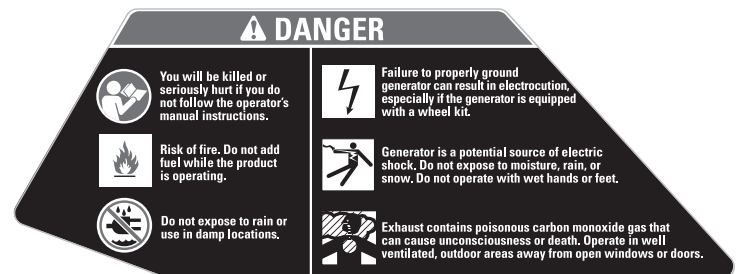 DANGER
You will be killed or
seriously hurt if you do
not follow the operator's
manual instructions.
Risk of fire. Do not add
fuel while the product
is operating.
Do not expose to rain or
use in damp locations.
Failure to properly ground
generator can result in electrocution,
especially if the generator is equipped
with a wheel kit.
Generator is a potential source of electric
shock. Do not expose to moisture, rain, or
snow. Do not operate with wet hands or feet.
Exhaust contains poisonous carbon monoxide gas that
can cause unconsciousness or death. Operate in well
ventilated, outdoor areas away from open windows or doors.